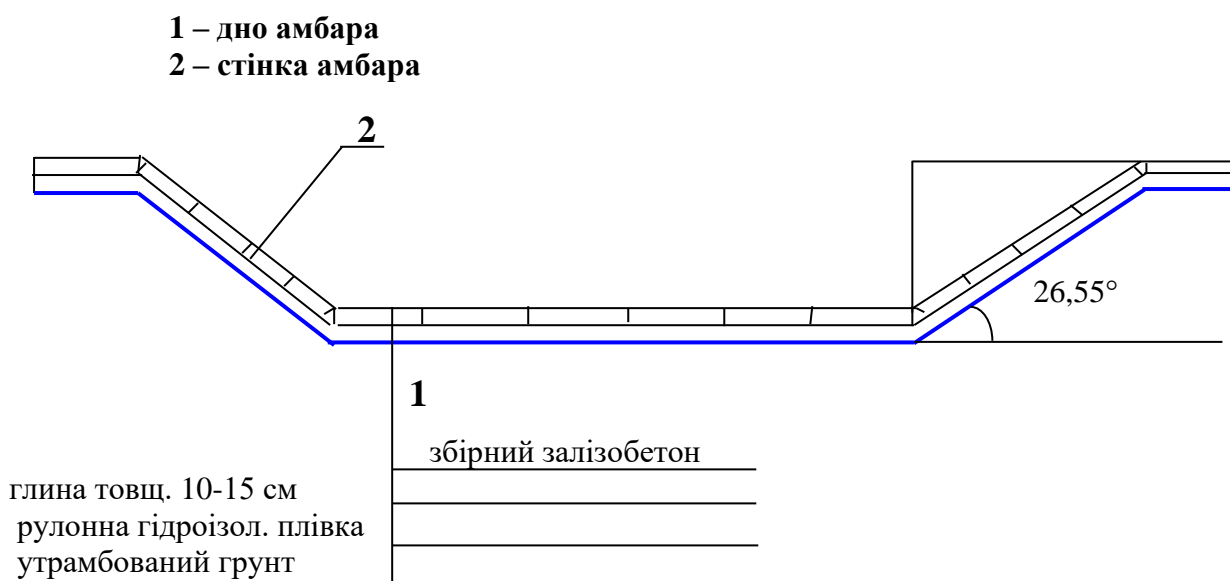 1 – дно амбара
2 – стінка амбара
2
26,55°
1
збірний залізобетон
глина товщ. 10-15 см
рулонна гідроізол. плівка
утрамбований грунт